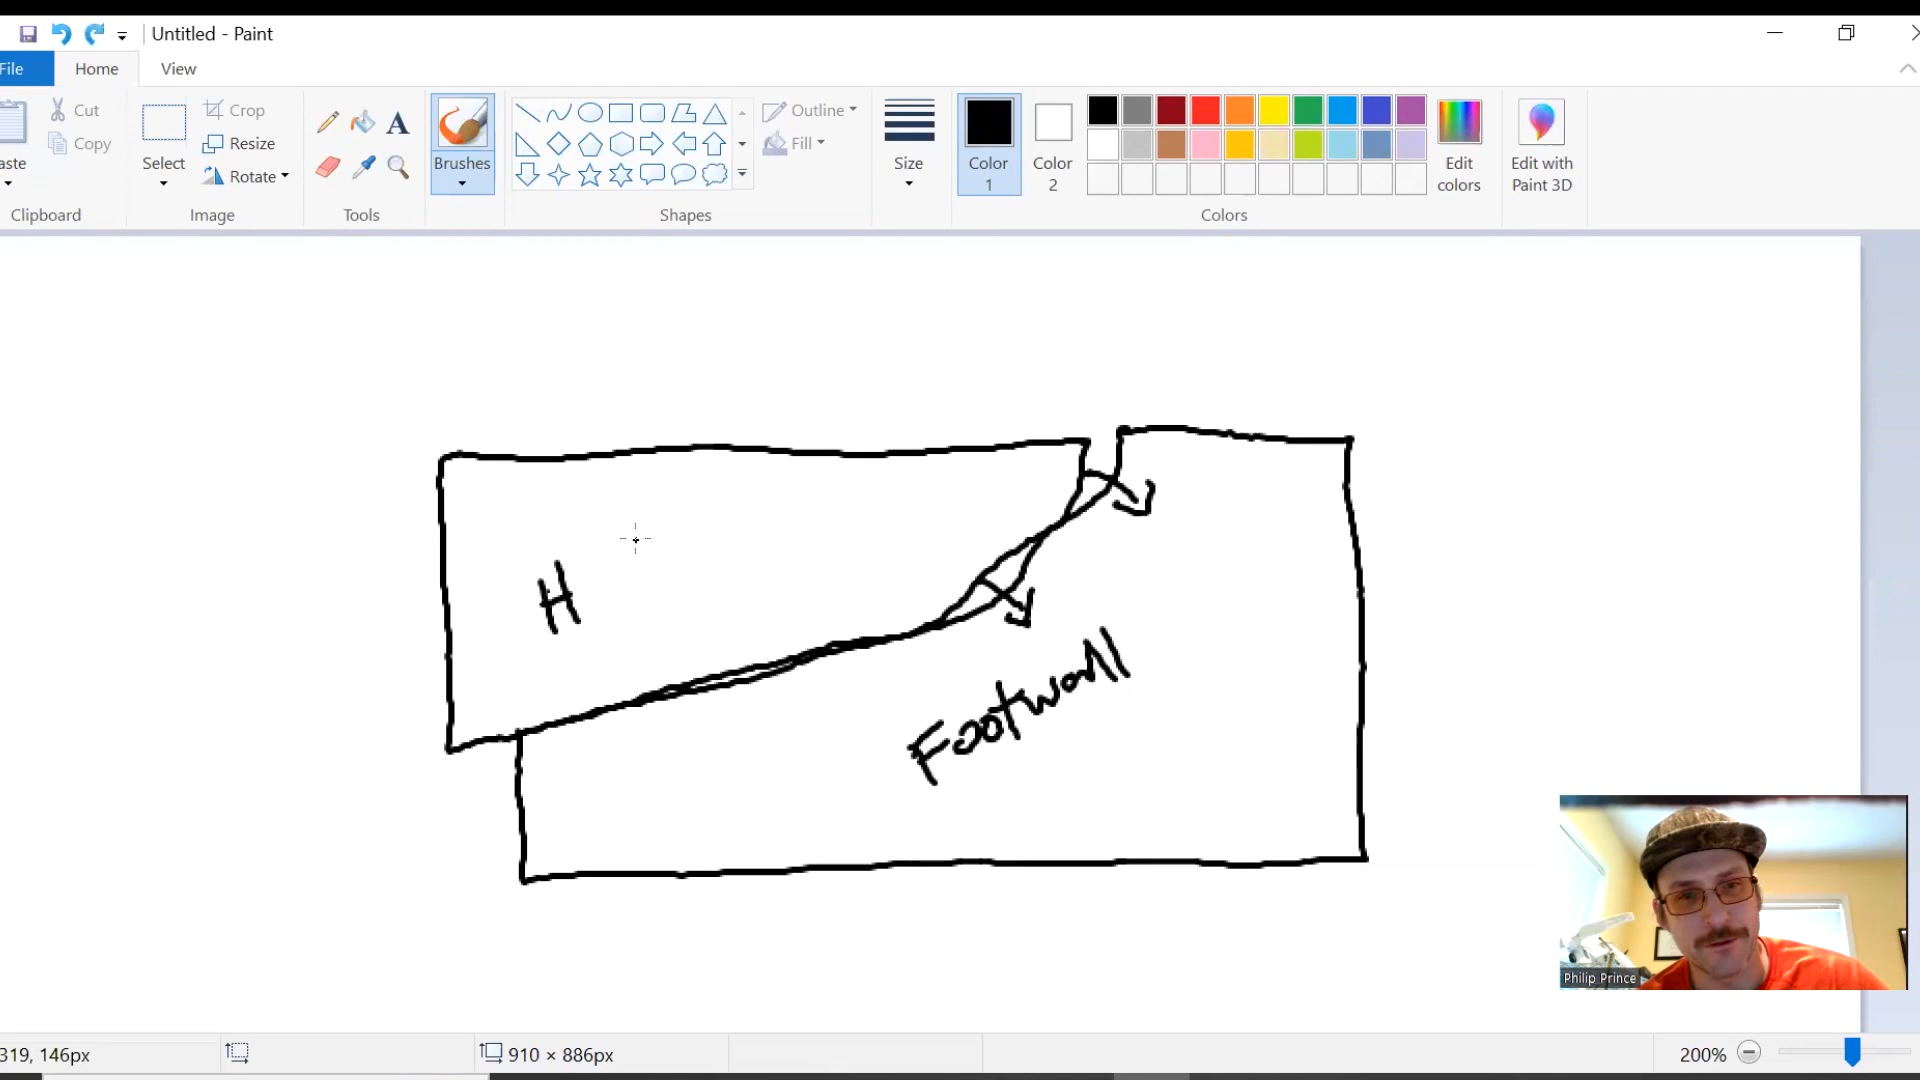 Untitled - Paint
File
Home
View
aste
Cut
Copy
Clipboard
Select
Crop
Resize
Rotate
Image
A
Tools
Brushes
Outline
Fill
Shapes
Size
Color
1
Color
2
Colors
Edit
colors
Edit with
Paint 3D
H
Footwall
Philip Prince
319, 146px
910 × 886px
200%